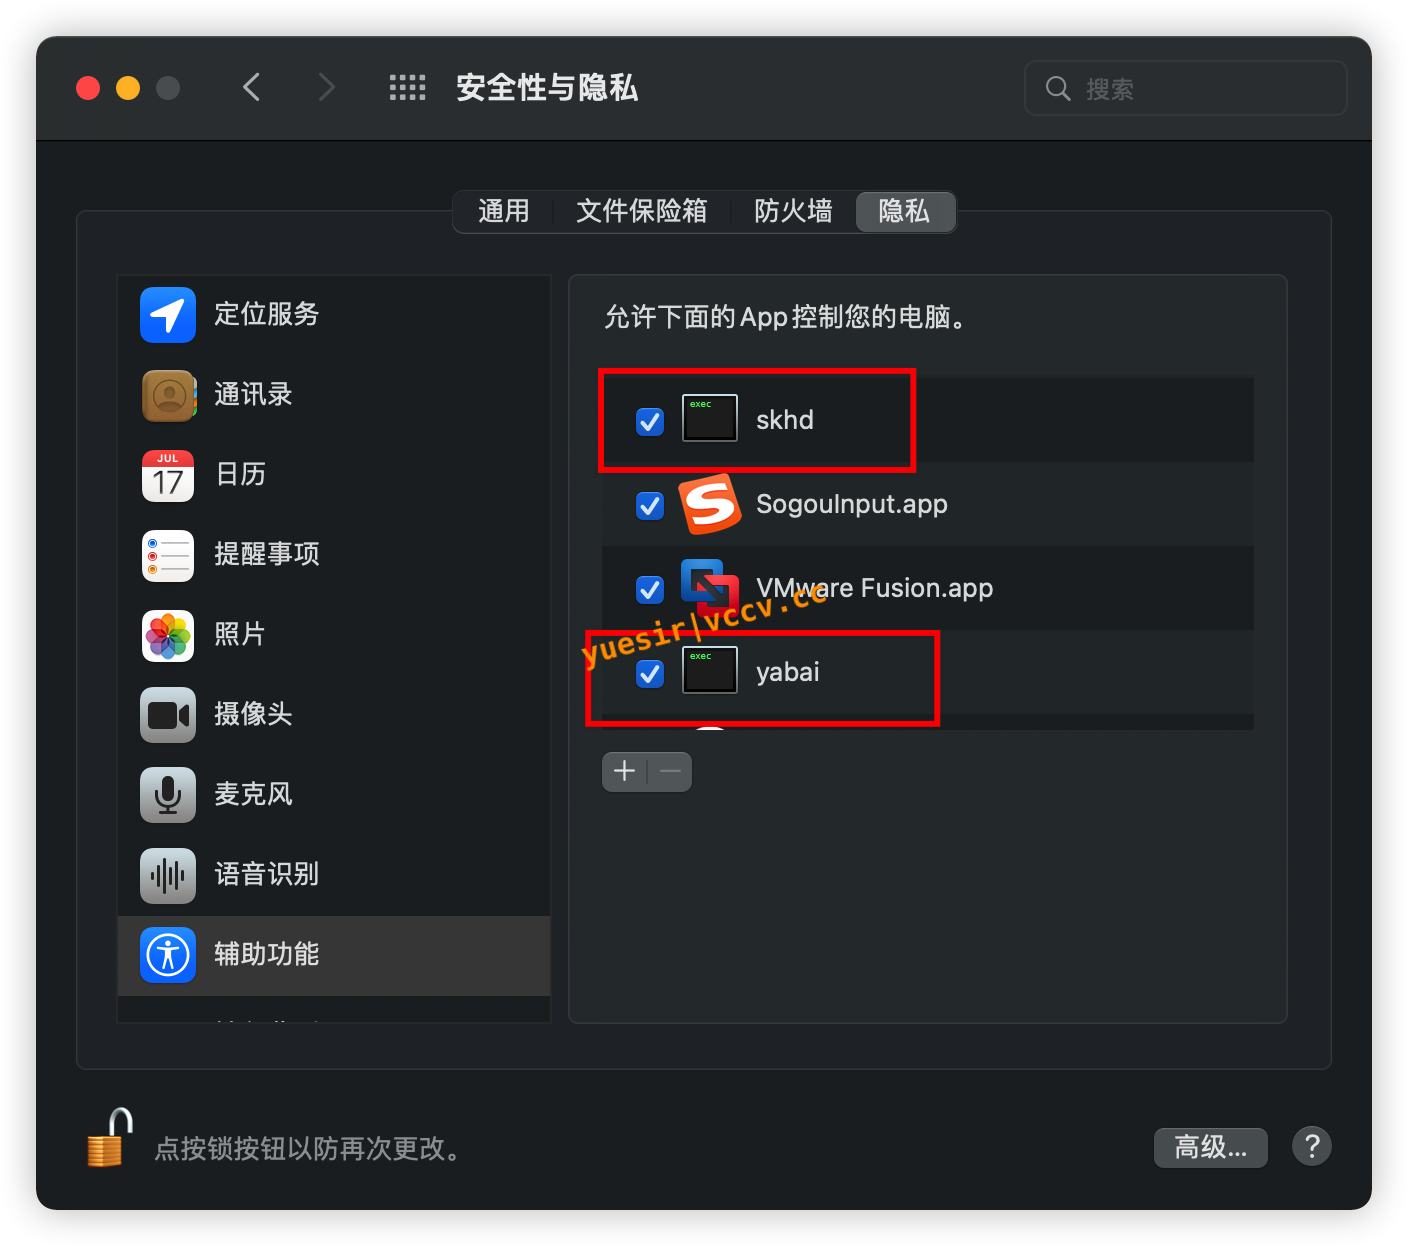 安全性与隐私
搜索
通用
文件保险箱
防火墙
隐私
定位服务
通讯录
JUL
17
日历
提醒事项
照片
摄像头
麦克风
语音识别
辅助功能
允许下面的App控制您的电脑。
exec
skhd
SogouInput.app
VMware Fusion.app
yuesir|vccv.cc
exec
yabai
点按锁按钮以防再次更改。
高级...
?